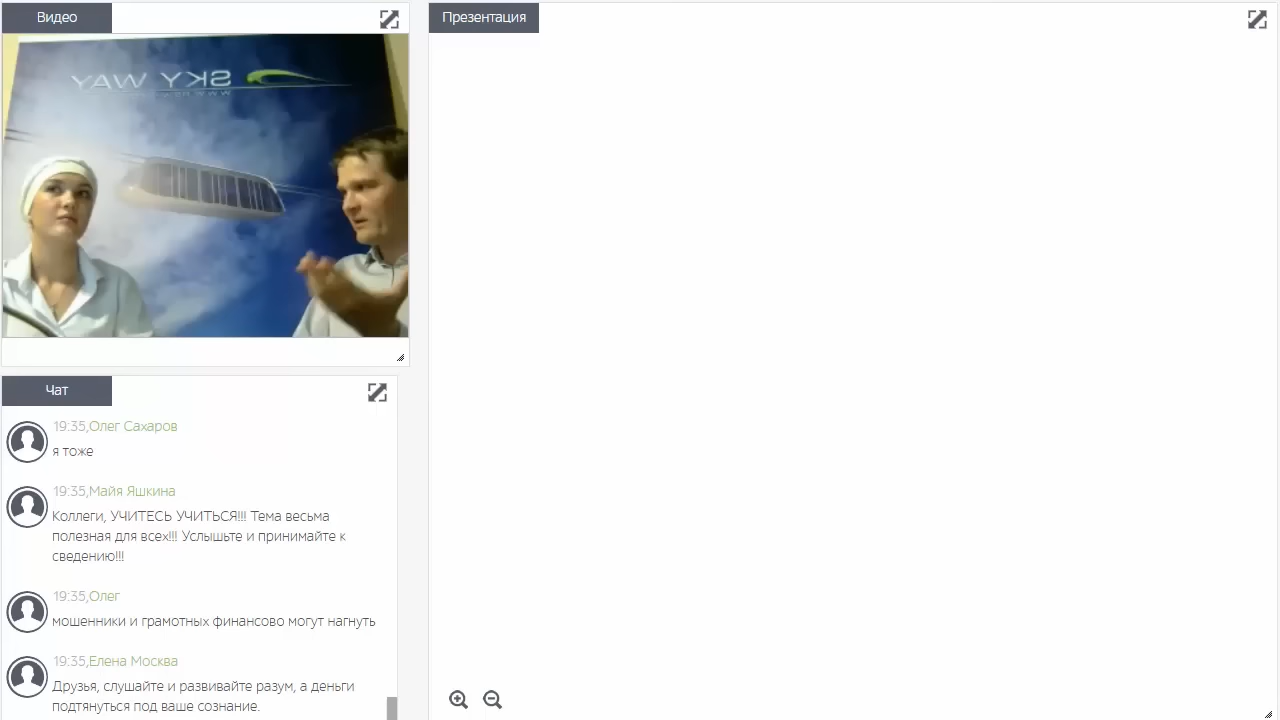 Видео
Презентация
SKY WAY
Чат
19:35,Олег Сахаров
я тоже
19:35,Майя Яшкина
Коллеги, УЧИТЕСЬ УЧИТЬСЯ!!! Тема весьма
полезная для всех!!! Услышьте и принимайте к
сведению!!!
19:35,Олег
мошенники и грамотных финансово могут нагнуть
19:35,Елена Москва
Друзья, слушайте и развивайте разум, а деньги
подтянуться под ваше сознание.